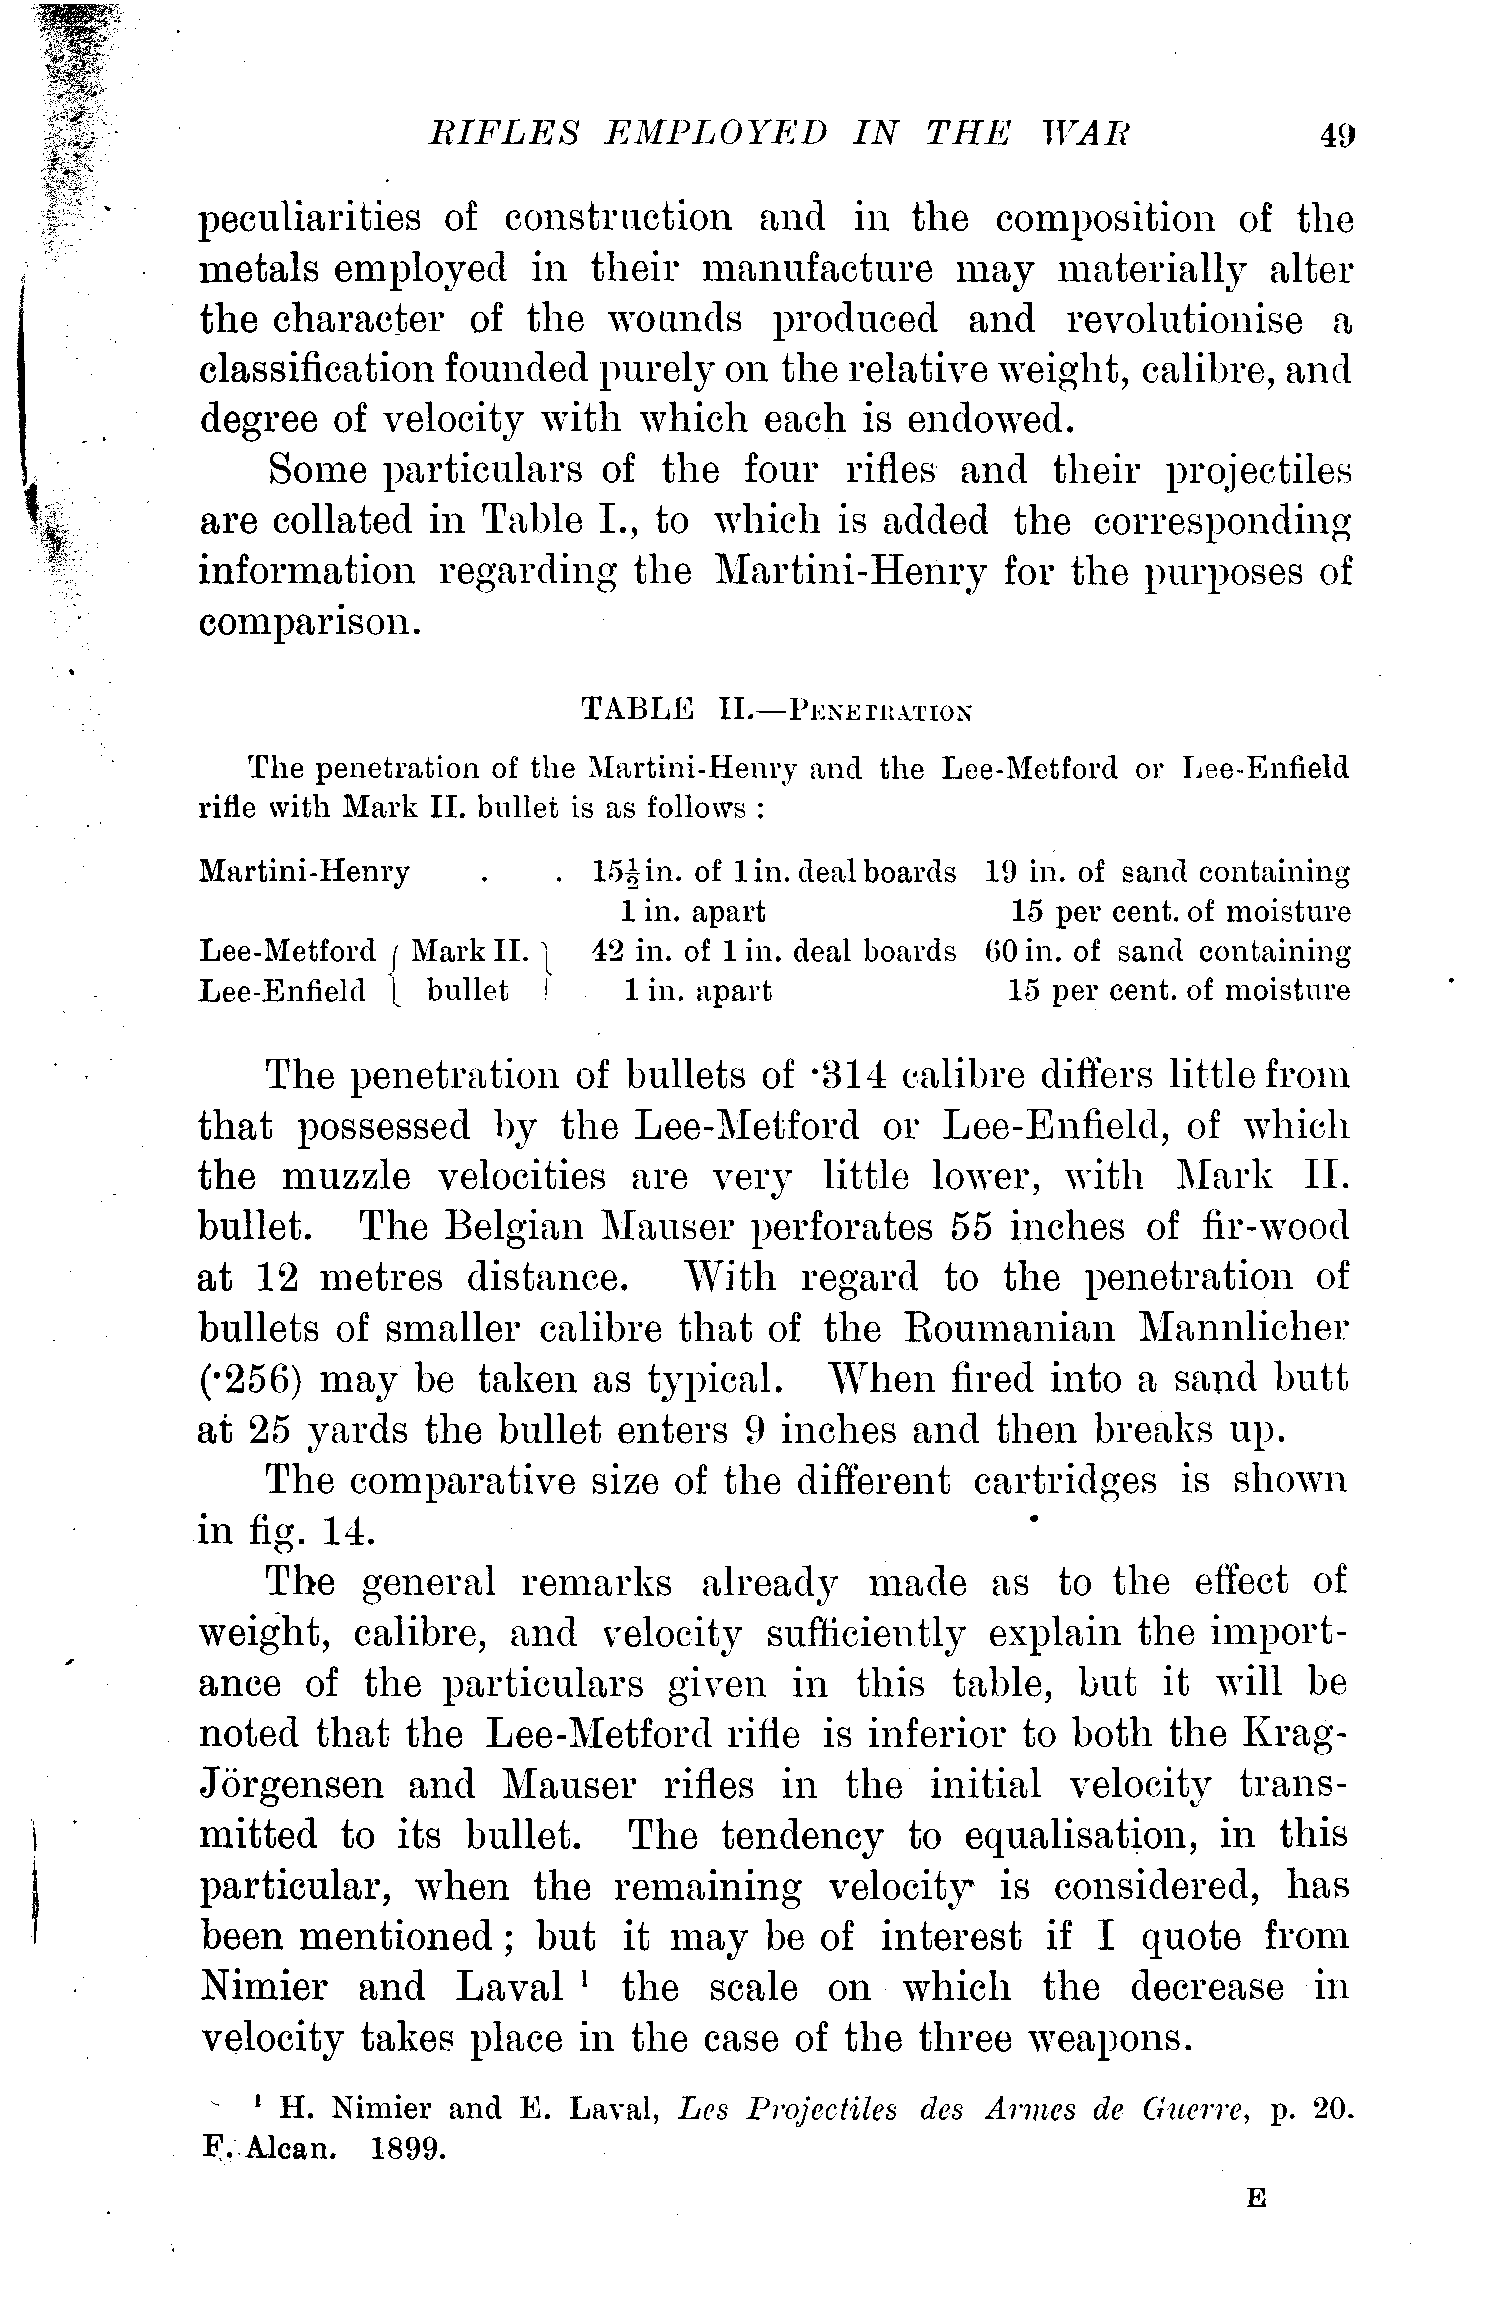 RIFLES EMPLOYED IN THE WAR 49
peculiarities of construction and in the composition of the
metals employed in their manufacture may materially alter
the character of the wounds produced and revolutionise a
classification founded purely on the relative weight, calibre, and
degree of velocity with which each is endowed.
Some particulars of the four rifles and their projectiles
are collated in Table I., to which is added the corresponding
information regarding the Martini-Henry for the purposes of
comparison.
TABLE II.—PENETRATION
The penetration of the Martini-Henry and the Lee-Metford or Lee-Enfield
rifle with Mark II. bullet is as follows :
Martini-Henry . . 15½ in. of 1 in. deal boards 19 in. of sand containing
1 in. apart 15 per cent. of moisture
Lee-Metford { Mark II. } 42 in. of 1 in. deal boards 60 in. of sand containing
Lee-Enfield { bullet } 1 in. apart 15 per cent. of moisture
The penetration of bullets of ·314 calibre differs little from
that possessed by the Lee-Metford or Lee-Enfield, of which
the muzzle velocities are very little lower, with Mark II.
bullet. The Belgian Mauser perforates 55 inches of fir-wood
at 12 metres distance. With regard to the penetration of
bullets of smaller calibre that of the Roumanian Mannlicher
(·256) may be taken as typical. When fired into a sand butt
at 25 yards the bullet enters 9 inches and then breaks up.
The comparative size of the different cartridges is shown
in fig. 14.
The general remarks already made as to the effect of
weight, calibre, and velocity sufficiently explain the import-
ance of the particulars given in this table, but it will be
noted that the Lee-Metford rifle is inferior to both the Krag-
Jörgensen and Mauser rifles in the initial velocity trans-
mitted to its bullet. The tendency to equalisation, in this
particular, when the remaining velocity is considered, has
been mentioned ; but it may be of interest if I quote from
Nimier and Laval ¹ the scale on which the decrease in
velocity takes place in the case of the three weapons.
¹ H. Nimier and E. Laval, Les Projectiles des Armes de Guerre, p. 20.
F. Alcan. 1899.
E